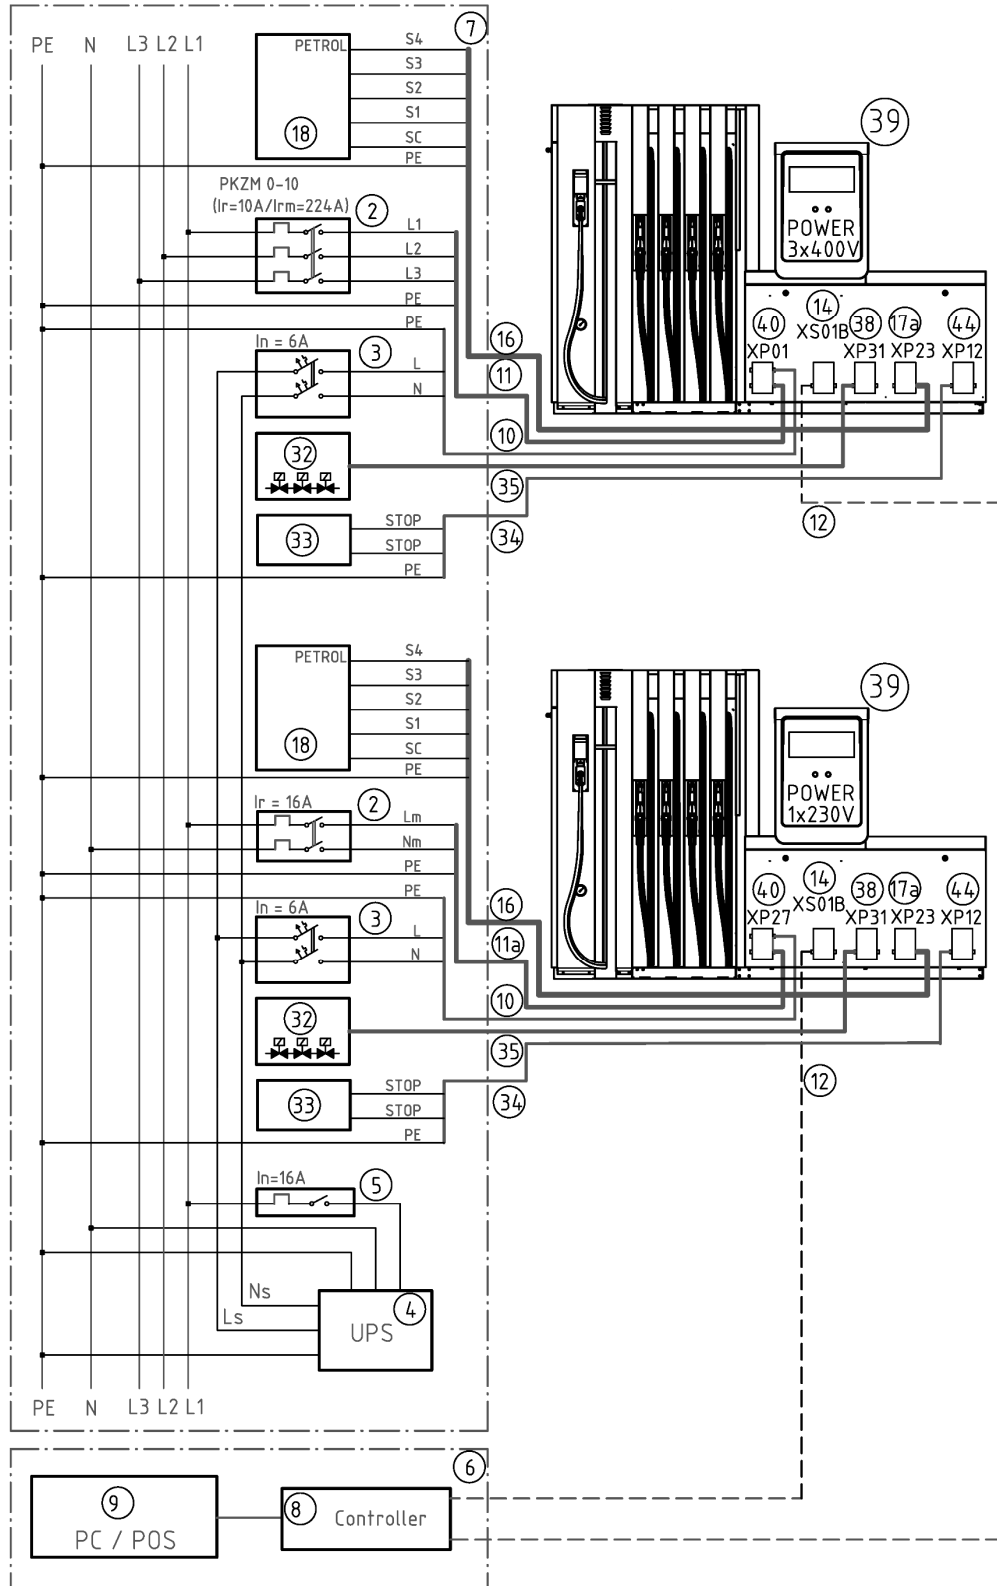 PE N L3 L2 L1
7
PETROL
S4
S3
S2
S1
SC
PE
18
PKZM 0-10
(Ir=10A/Irm=224A)
2
L1
L2
L3
PE
PE
In = 6A
3
L
N
32
33
STOP
STOP
PE
16
11
10
35
34
12
39
POWER
3x400V
40
XP01
14
XS01B
38
XP31
17a
XP23
44
XP12
PETROL
S4
S3
S2
S1
SC
PE
18
Ir = 16A
2
Lm
Nm
PE
PE
In = 6A
3
L
N
32
33
STOP
STOP
PE
16
11a
10
35
34
12
39
POWER
1x230V
40
XP27
14
XS01B
38
XP31
17a
XP23
44
XP12
In=16A
5
Ns
Ls
4
UPS
PE N L3 L2 L1
6
9
PC / POS
8
Controller